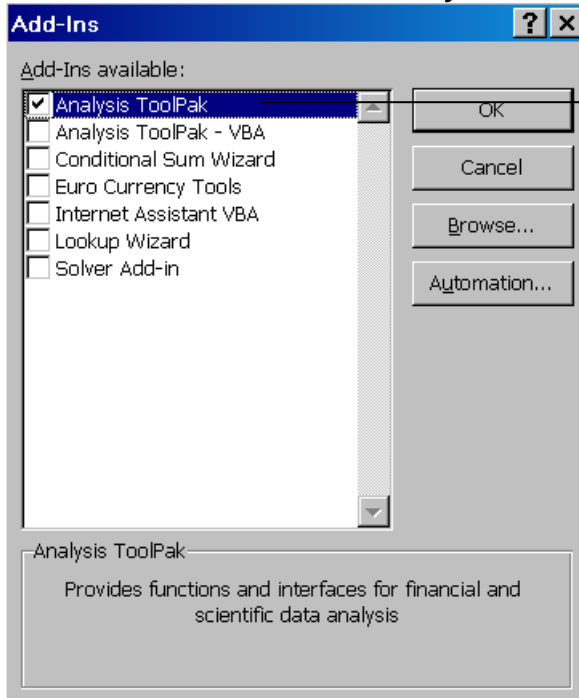 Add-Ins
Add-Ins available:
Analysis ToolPak
Analysis ToolPak - VBA
Conditional Sum Wizard
Euro Currency Tools
Internet Assistant VBA
Lookup Wizard
Solver Add-in
OK
Cancel
Browse...
Automation...
Analysis ToolPak
Provides functions and interfaces for financial and
scientific data analysis